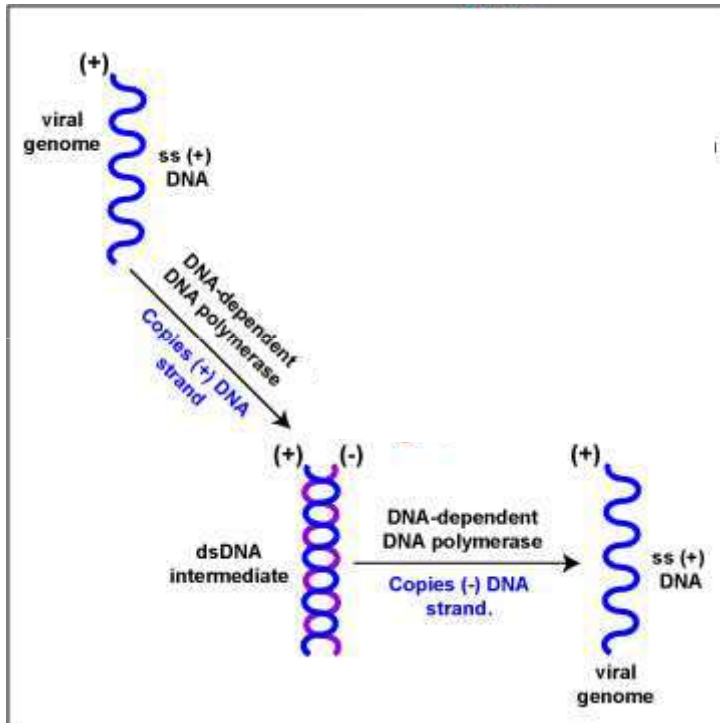 (+)
viral
genome
ss (+)
DNA
DNA-dependent
DNA polymerase
Copies (+) DNA
strand
(+)
(-)
dsDNA
intermediate
DNA-dependent
DNA polymerase
Copies (-) DNA
strand.
(+)
ss (+)
DNA
viral
genome